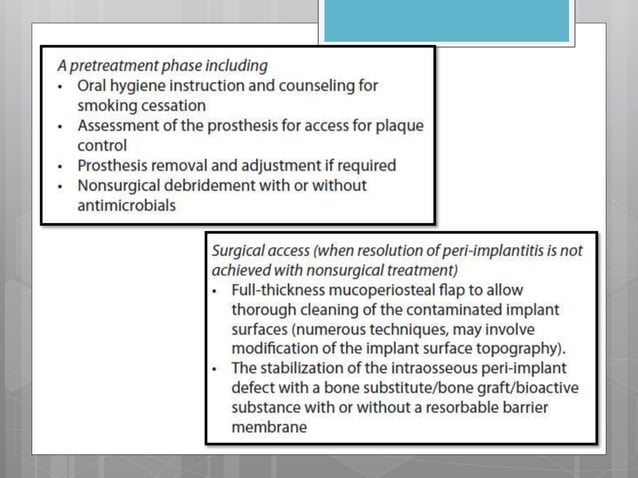 A pretreatment phase including
• Oral hygiene instruction and counseling for
smoking cessation
• Assessment of the prosthesis for access for plaque
control
• Prosthesis removal and adjustment if required
• Nonsurgical debridement with or without
antimicrobials
Surgical access (when resolution of peri-implantitis is not
achieved with nonsurgical treatment)
• Full-thickness mucoperiosteal flap to allow
thorough cleaning of the contaminated implant
surfaces (numerous techniques, may involve
modification of the implant surface topography).
• The stabilization of the intraosseous peri-implant
defect with a bone substitute/bone graft/bioactive
substance with or without a resorbable barrier
membrane